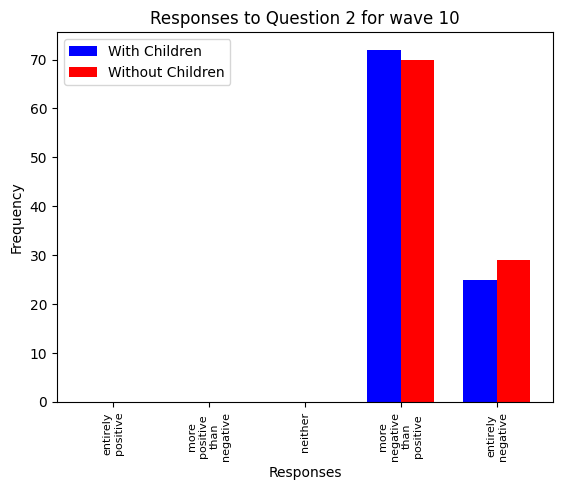 Responses to Question 2 for wave 10
With Children
Without Children
Frequency
70
60
50
40
30
20
10
0
entirely
positive
more
positive
than
negative
neither
more
negative
than
positive
entirely
negative
Responses